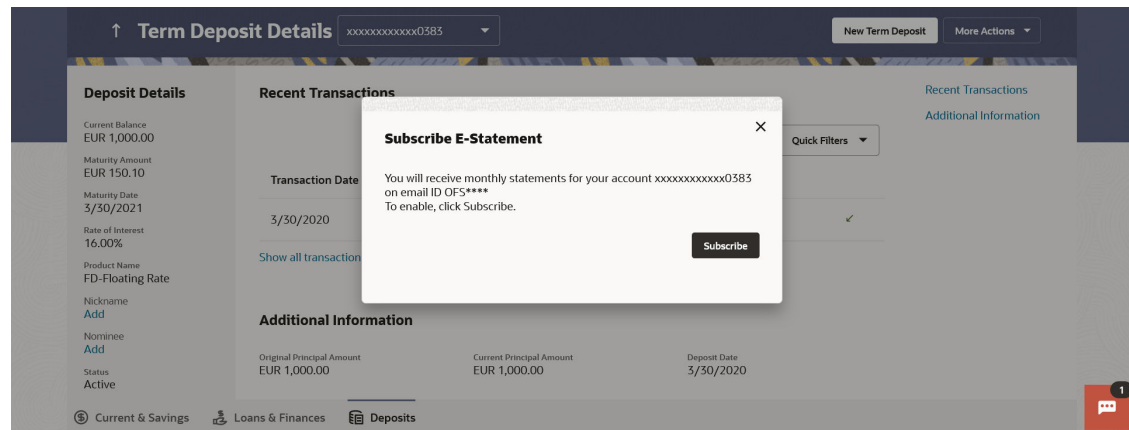 ↑ Term Deposit Details xxxxxxxxxxxx0383
New Term Deposit
More Actions
Deposit Details
Current Balance
EUR 1,000.00
Maturity Amount
EUR 150.10
Maturity Date
3/30/2021
Rate of Interest
16.00%
Product Name
FD-Floating Rate
Nickname
Add
Nominee
Add
Status
Active
Recent Transactions
Quick Filters
Transaction Date
3/30/2020
Show all transaction
Subscribe E-Statement
You will receive monthly statements for your account xxxxxxxxxxxx0383
on email ID OFS****
To enable, click Subscribe.
Subscribe
Additional Information
Original Principal Amount
EUR 1,000.00
Current Principal Amount
EUR 1,000.00
Deposit Date
3/30/2020
Recent Transactions
Additional Information
Current & Savings
Loans & Finances
Deposits
1